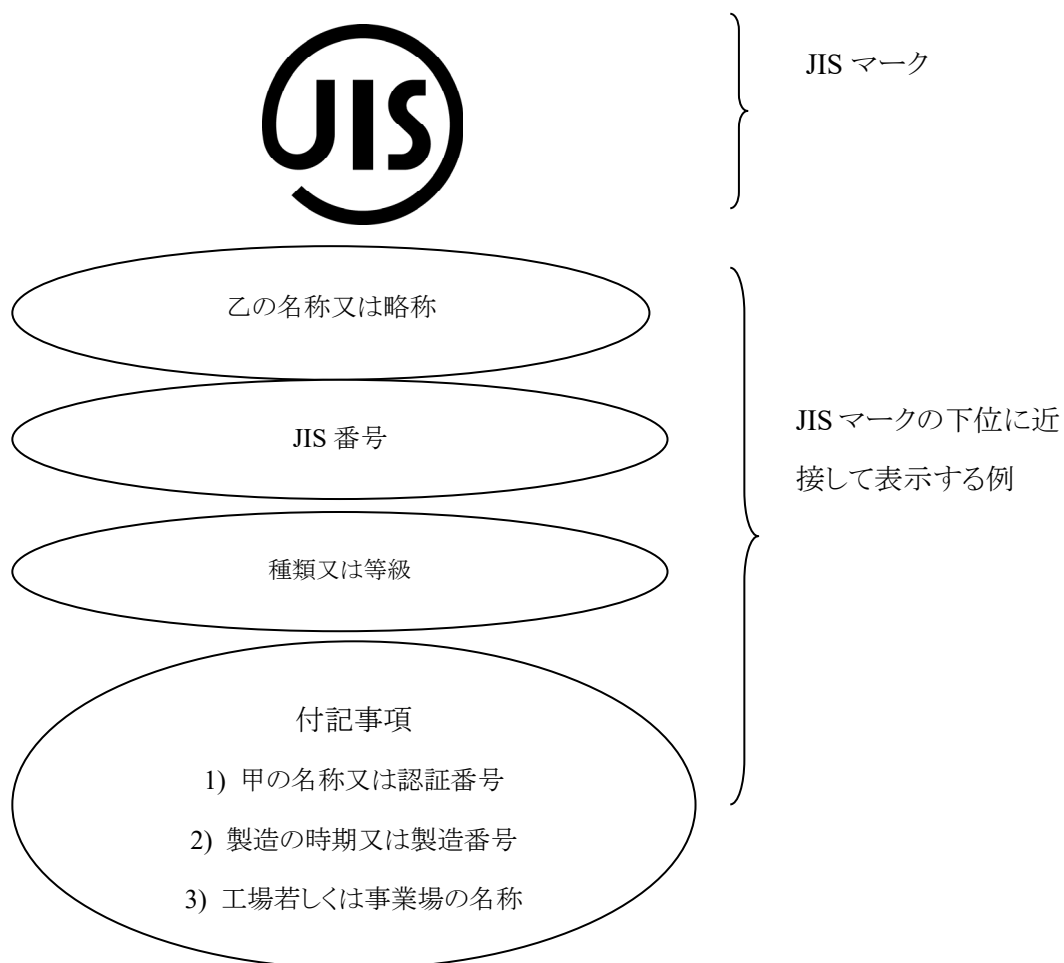 JIS
JIS マーク
乙の名称又は略称
JIS 番号
種類又は等級
JIS マークの下位に近
接して表示する例
付記事項
1) 甲の名称又は認証番号
2) 製造の時期又は製造番号
3) 工場若しくは事業場の名称